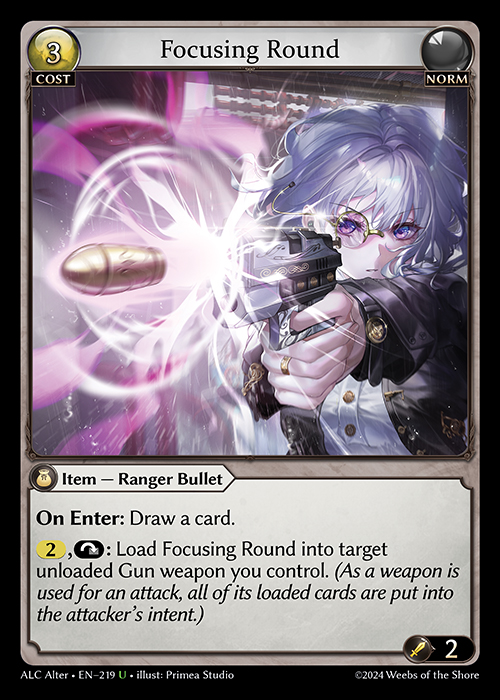 3
Focusing Round
COST
NORM
Item — Ranger Bullet
On Enter: Draw a card.
2 , : Load Focusing Round into target
unloaded Gun weapon you control. (As a weapon is
used for an attack, all of its loaded cards are put into
the attacker's intent.)
2
ALC Alter • EN–219 U • illust: Primea Studio
©2024 Weebs of the Shore